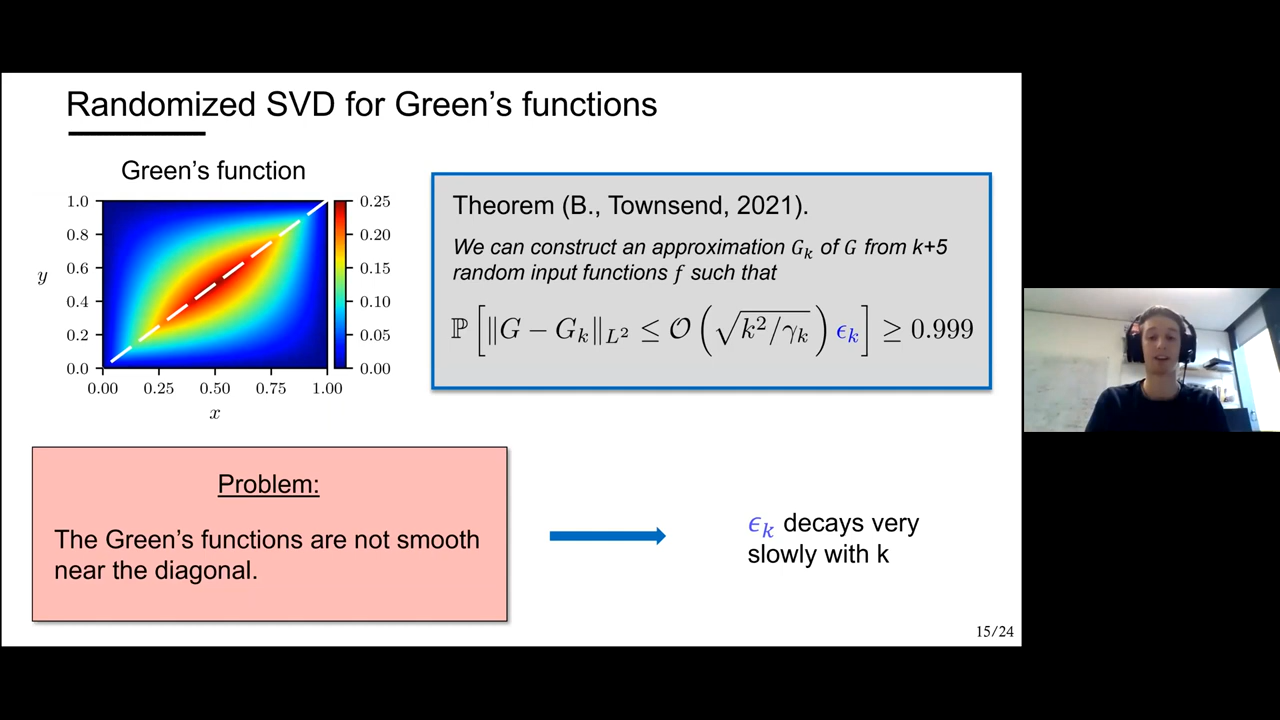 Randomized SVD for Green's functions
Green's function
1.0
0.8
0.6
0.4
0.2
0.0
y
0.00 0.25 0.50 0.75 1.00
x
0.25
0.20
0.15
0.10
0.05
0.00
Theorem (B., Townsend, 2021).
We can construct an approximation G_k of G from k+5
random input functions f such that
ℙ[‖G − G_k‖_{L^2} ≤ 𝒪(√(k^2/γ_k)) ϵ_k] ≥ 0.999
Problem:
The Green's functions are not smooth
near the diagonal.
ϵ_k decays very
slowly with k
15/24